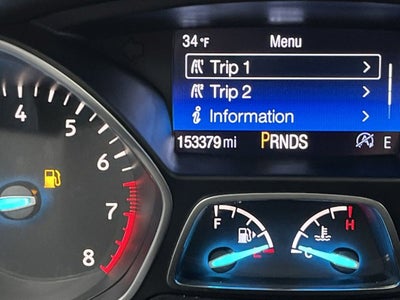 34 °F Menu
Trip 1 >
Trip 2 >
i Information >
153379 mi PRNDS A E
4
5
6
7
8
F E
C H